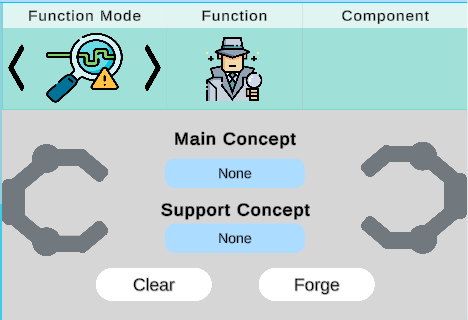 Function Mode
Function
Component
Main Concept
None
Support Concept
None
Clear
Forge